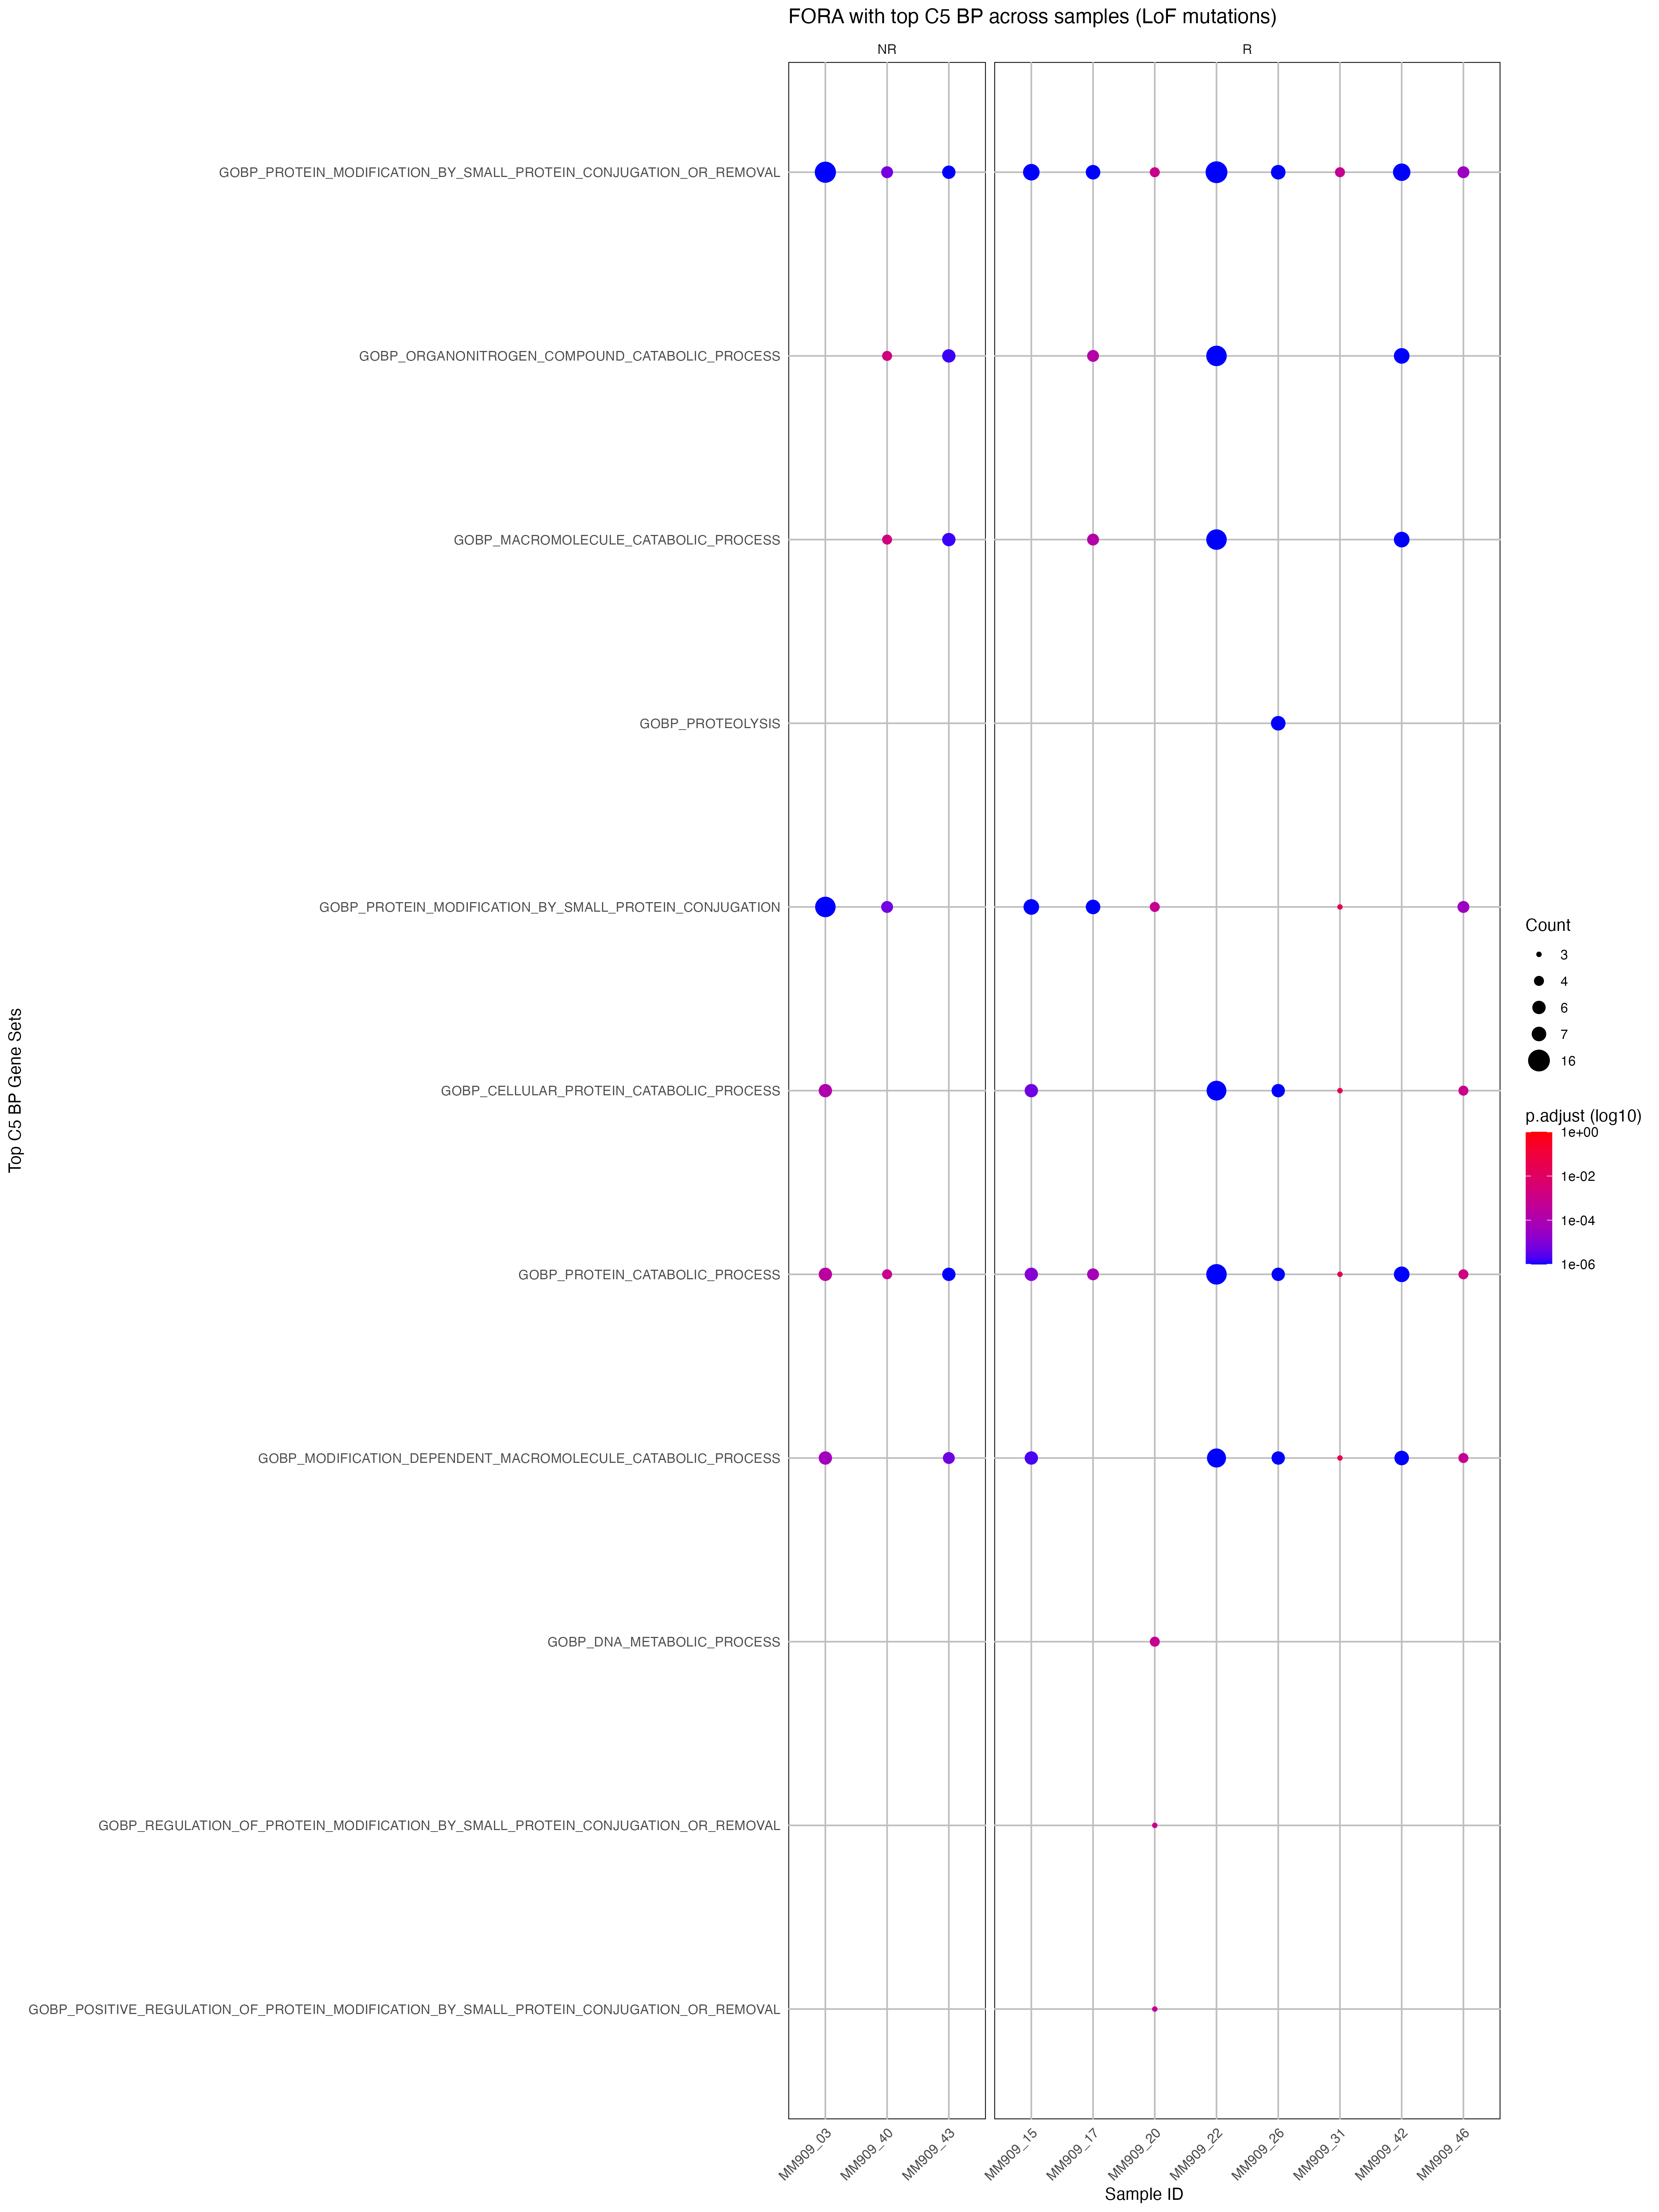 FORA with top C5 BP across samples (LoF mutations)
NR
R
GOBP_PROTEIN_MODIFICATION_BY_SMALL_PROTEIN_CONJUGATION_OR_REMOVAL
GOBP_ORGANONITROGEN_COMPOUND_CATABOLIC_PROCESS
GOBP_MACROMOLECULE_CATABOLIC_PROCESS
GOBP_PROTEOLYSIS
GOBP_PROTEIN_MODIFICATION_BY_SMALL_PROTEIN_CONJUGATION
GOBP_CELLULAR_PROTEIN_CATABOLIC_PROCESS
GOBP_PROTEIN_CATABOLIC_PROCESS
GOBP_MODIFICATION_DEPENDENT_MACROMOLECULE_CATABOLIC_PROCESS
GOBP_DNA_METABOLIC_PROCESS
GOBP_REGULATION_OF_PROTEIN_MODIFICATION_BY_SMALL_PROTEIN_CONJUGATION_OR_REMOVAL
GOBP_POSITIVE_REGULATION_OF_PROTEIN_MODIFICATION_BY_SMALL_PROTEIN_CONJUGATION_OR_REMOVAL
Top C5 BP Gene Sets
MM909_03
MM909_40
MM909_43
MM909_15
MM909_17
MM909_20
MM909_22
MM909_26
MM909_31
MM909_42
MM909_46
Sample ID
Count
3
4
6
7
16
p.adjust (log10)
1e+00
1e-02
1e-04
1e-06